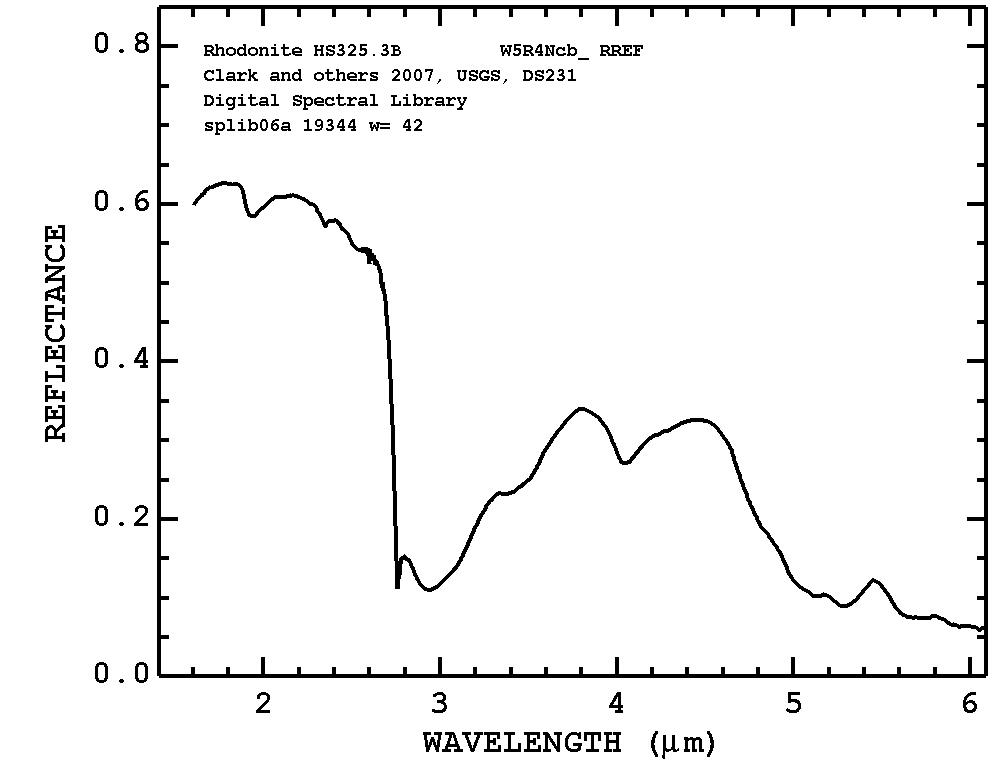 Rhodonite HS325.3B W5R4Ncb_ RREF
Clark and others 2007, USGS, DS231
Digital Spectral Library
splib06a 19344 w= 42
0.8
0.6
0.4
0.2
0.0
REFLECTANCE
2 3 4 5 6
WAVELENGTH (μm)